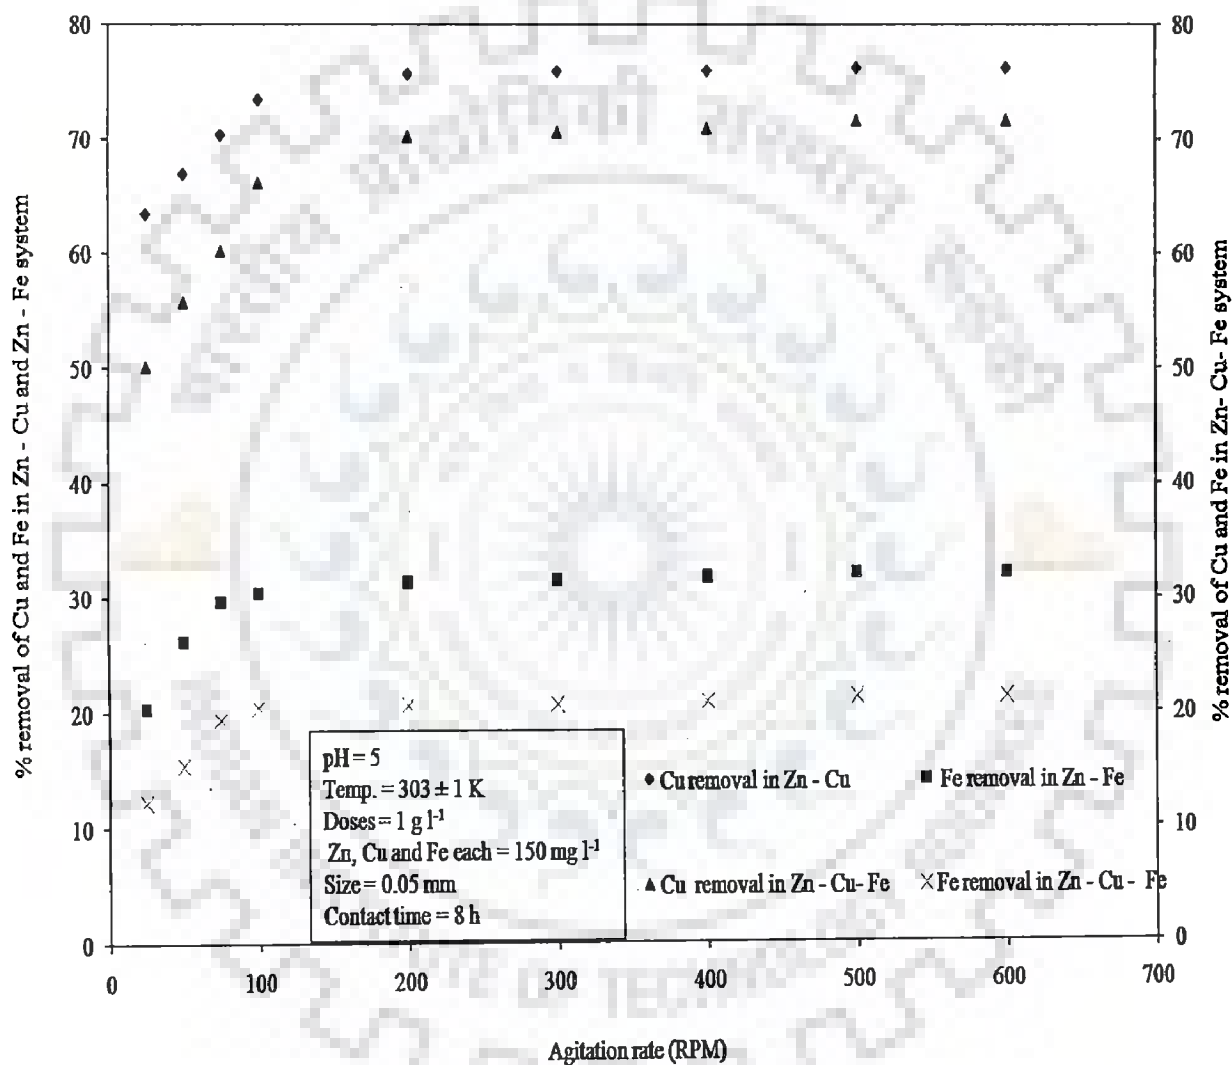 80
70
60
50
40
30
20
10
0
% removal of Cu and Fe in Zn - Cu and Zn - Fe system
80
70
60
50
40
30
20
10
0
% removal of Cu and Fe in Zn- Cu- Fe system
pH = 5
Temp. = 303 ± 1 K
Doses = 1 g l⁻¹
Zn, Cu and Fe each = 150 mg l⁻¹
Size = 0.05 mm
Contact time = 8 h
Cu removal in Zn - Cu
Fe removal in Zn - Fe
Cu removal in Zn - Cu - Fe
Fe removal in Zn - Cu - Fe
0 100 200 300 400 500 600 700
Agitation rate (RPM)